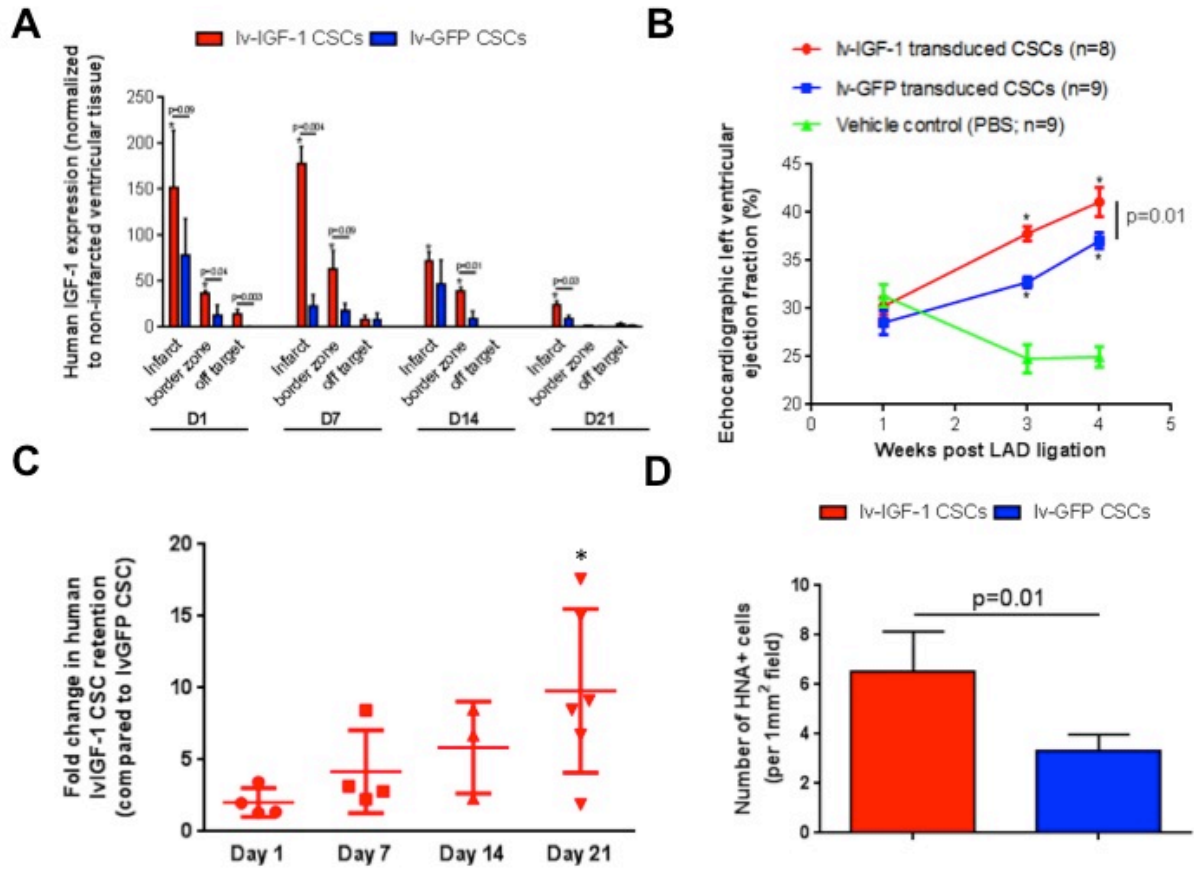 A
lv-IGF-1 CSCs lv-GFP CSCs
Human IGF-1 expression (normalized
to non-infarcted ventricular tissue)
250
200
150
100
50
0
p=0.09
*
p=0.04
*
p=0.003
*
p=0.004
*
p=0.09
*
*
p=0.01
*
p=0.03
*
Infarct
border zone
off target
Infarct
border zone
off target
Infarct
border zone
off target
Infarct
border zone
off target
D1 D7 D14 D21
B
lv-IGF-1 transduced CSCs (n=8)
lv-GFP transduced CSCs (n=9)
Vehicle control (PBS; n=9)
Echocardiographic left ventricular
ejection fraction (%)
45
40
35
30
25
20
*
*
*
*
p=0.01
0 1 2 3 4 5
Weeks post LAD ligation
C
Fold change in human
lvIGF-1 CSC retention
(compared to lvGFP CSC)
20
15
10
5
0
*
Day 1 Day 7 Day 14 Day 21
D
lv-IGF-1 CSCs lv-GFP CSCs
Number of HNA+ cells
(per 1mm² field)
10
8
6
4
2
0
p=0.01